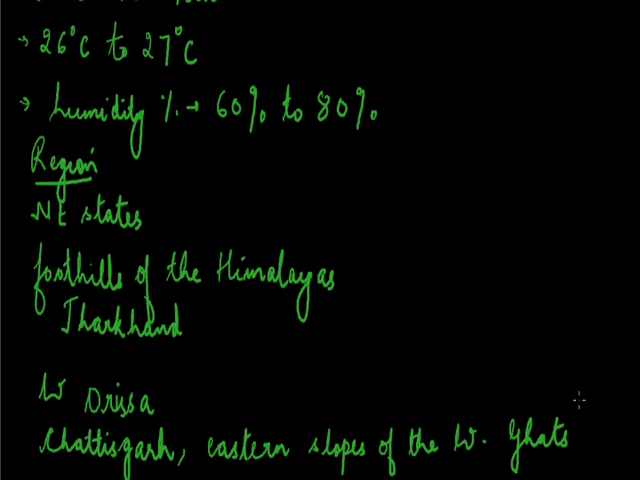 → 26°C to 27°C
→ humidity % → 60% to 80%
Region
NE states
foothills of the Himalayas
Jharkhand
W Orissa
Chattisgarh, eastern slopes of the W. Ghats